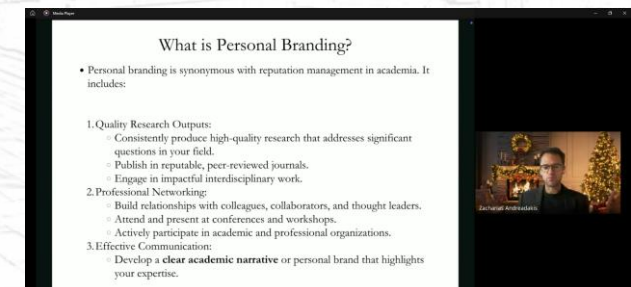 Media Player
What is Personal Branding?
• Personal branding is synonymous with reputation management in academia. It
includes:
1. Quality Research Outputs:
◦ Consistently produce high-quality research that addresses significant
questions in your field.
◦ Publish in reputable, peer-reviewed journals.
◦ Engage in impactful interdisciplinary work.
2. Professional Networking:
◦ Build relationships with colleagues, collaborators, and thought leaders.
◦ Attend and present at conferences and workshops.
◦ Actively participate in academic and professional organizations.
3. Effective Communication:
◦ Develop a clear academic narrative or personal brand that highlights
your expertise.
Zacharias Andreadakis